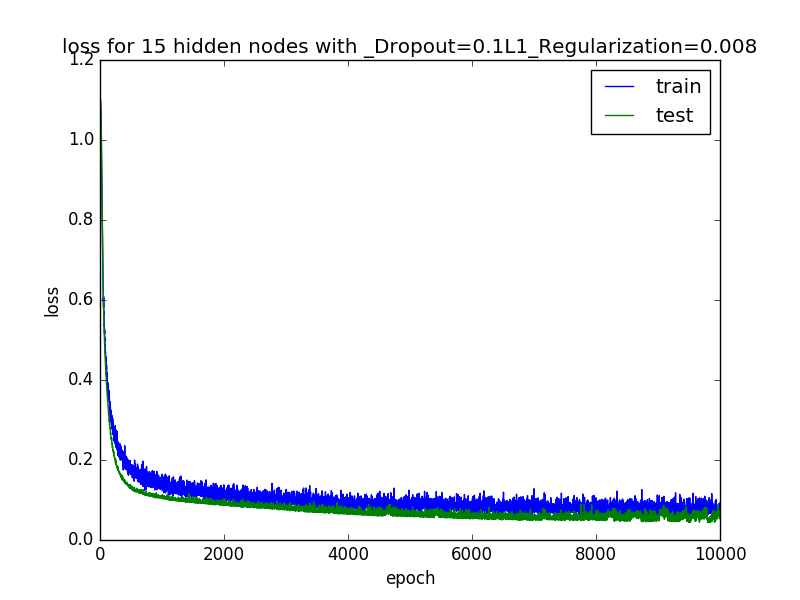 loss for 15 hidden nodes with _Dropout=0.1L1_Regularization=0.008
1.2
train
test
1.0
0.8
0.6
loss
0.4
0.2
0.0
0 2000 4000 6000 8000 10000
epoch